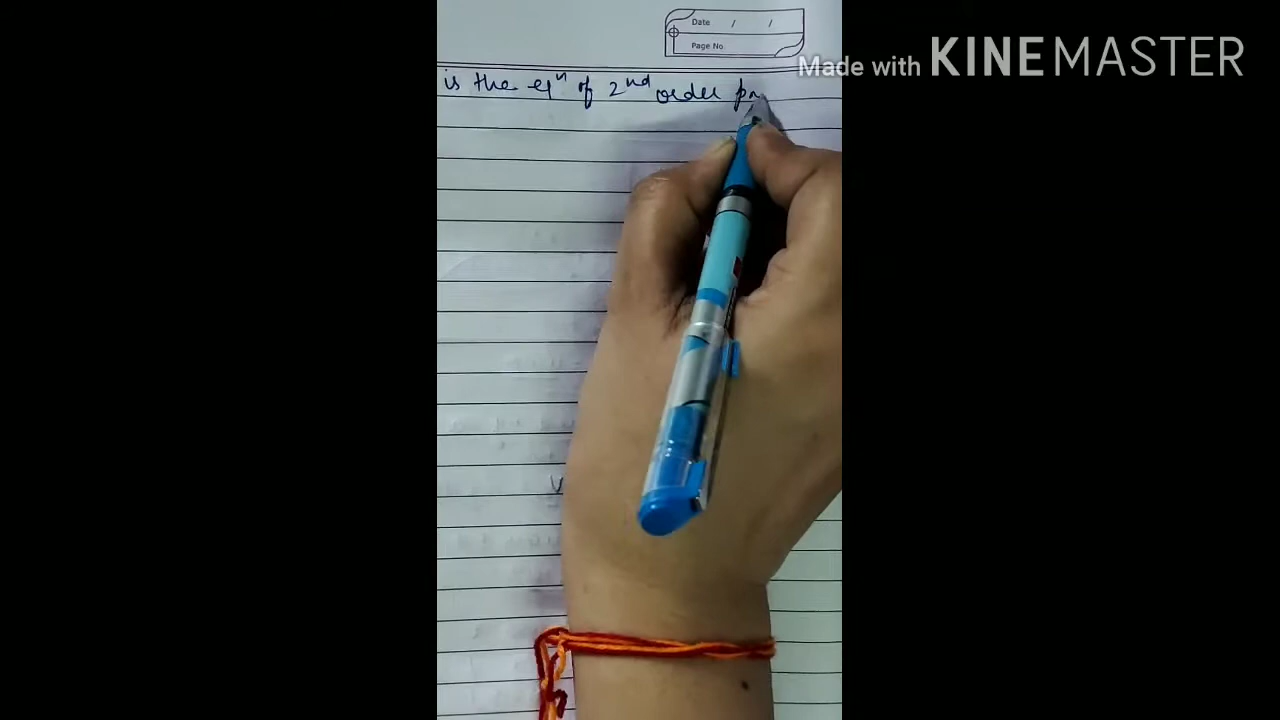 Date / /
Page No
Made with KINEMASTER
is the eqⁿ of 2nd order